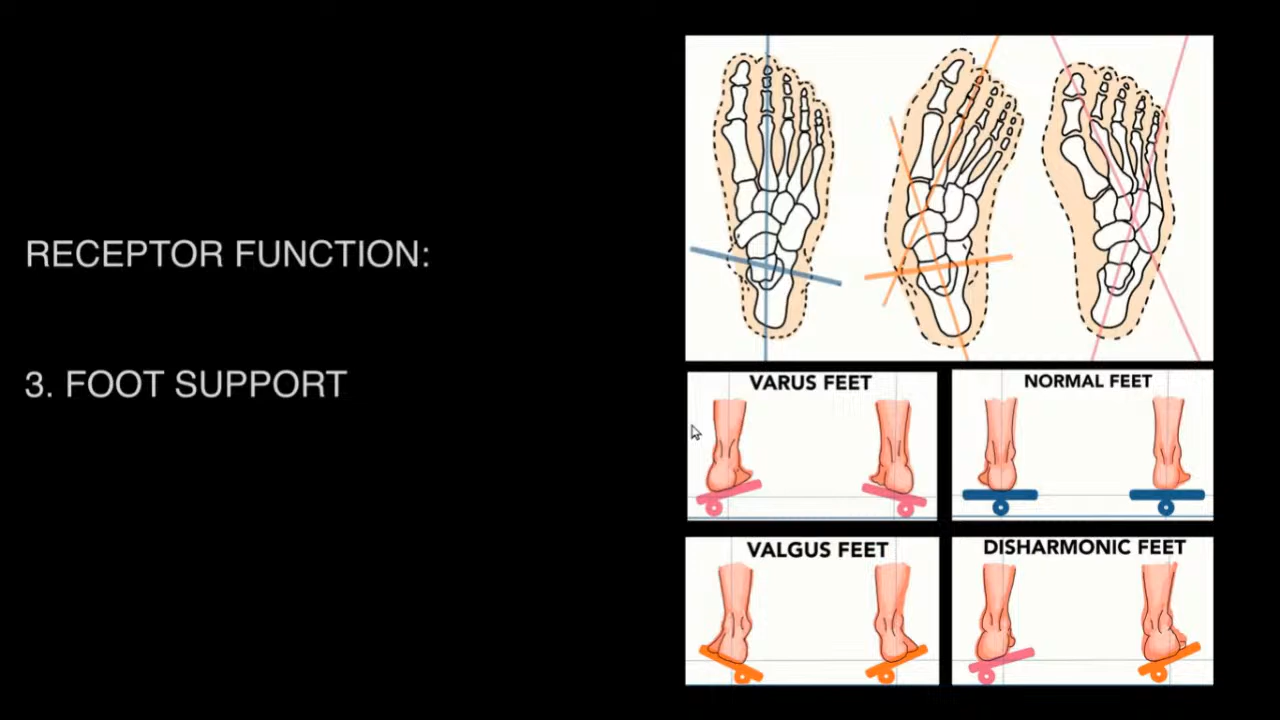 RECEPTOR FUNCTION:
3. FOOT SUPPORT
VARUS FEET
NORMAL FEET
VALGUS FEET
DISHARMONIC FEET